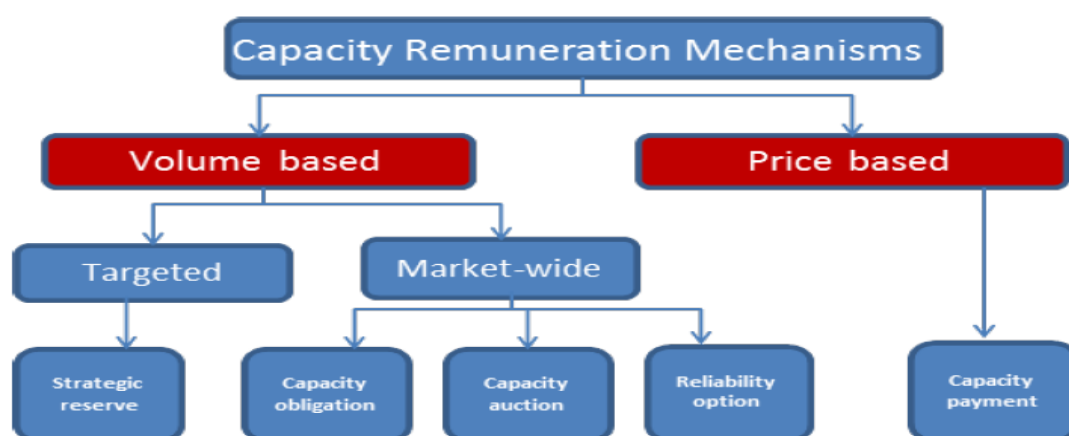 Capacity Remuneration Mechanisms
Volume based
Price based
Targeted
Market-wide
Strategic
reserve
Capacity
obligation
Capacity
auction
Reliability
option
Capacity
payment